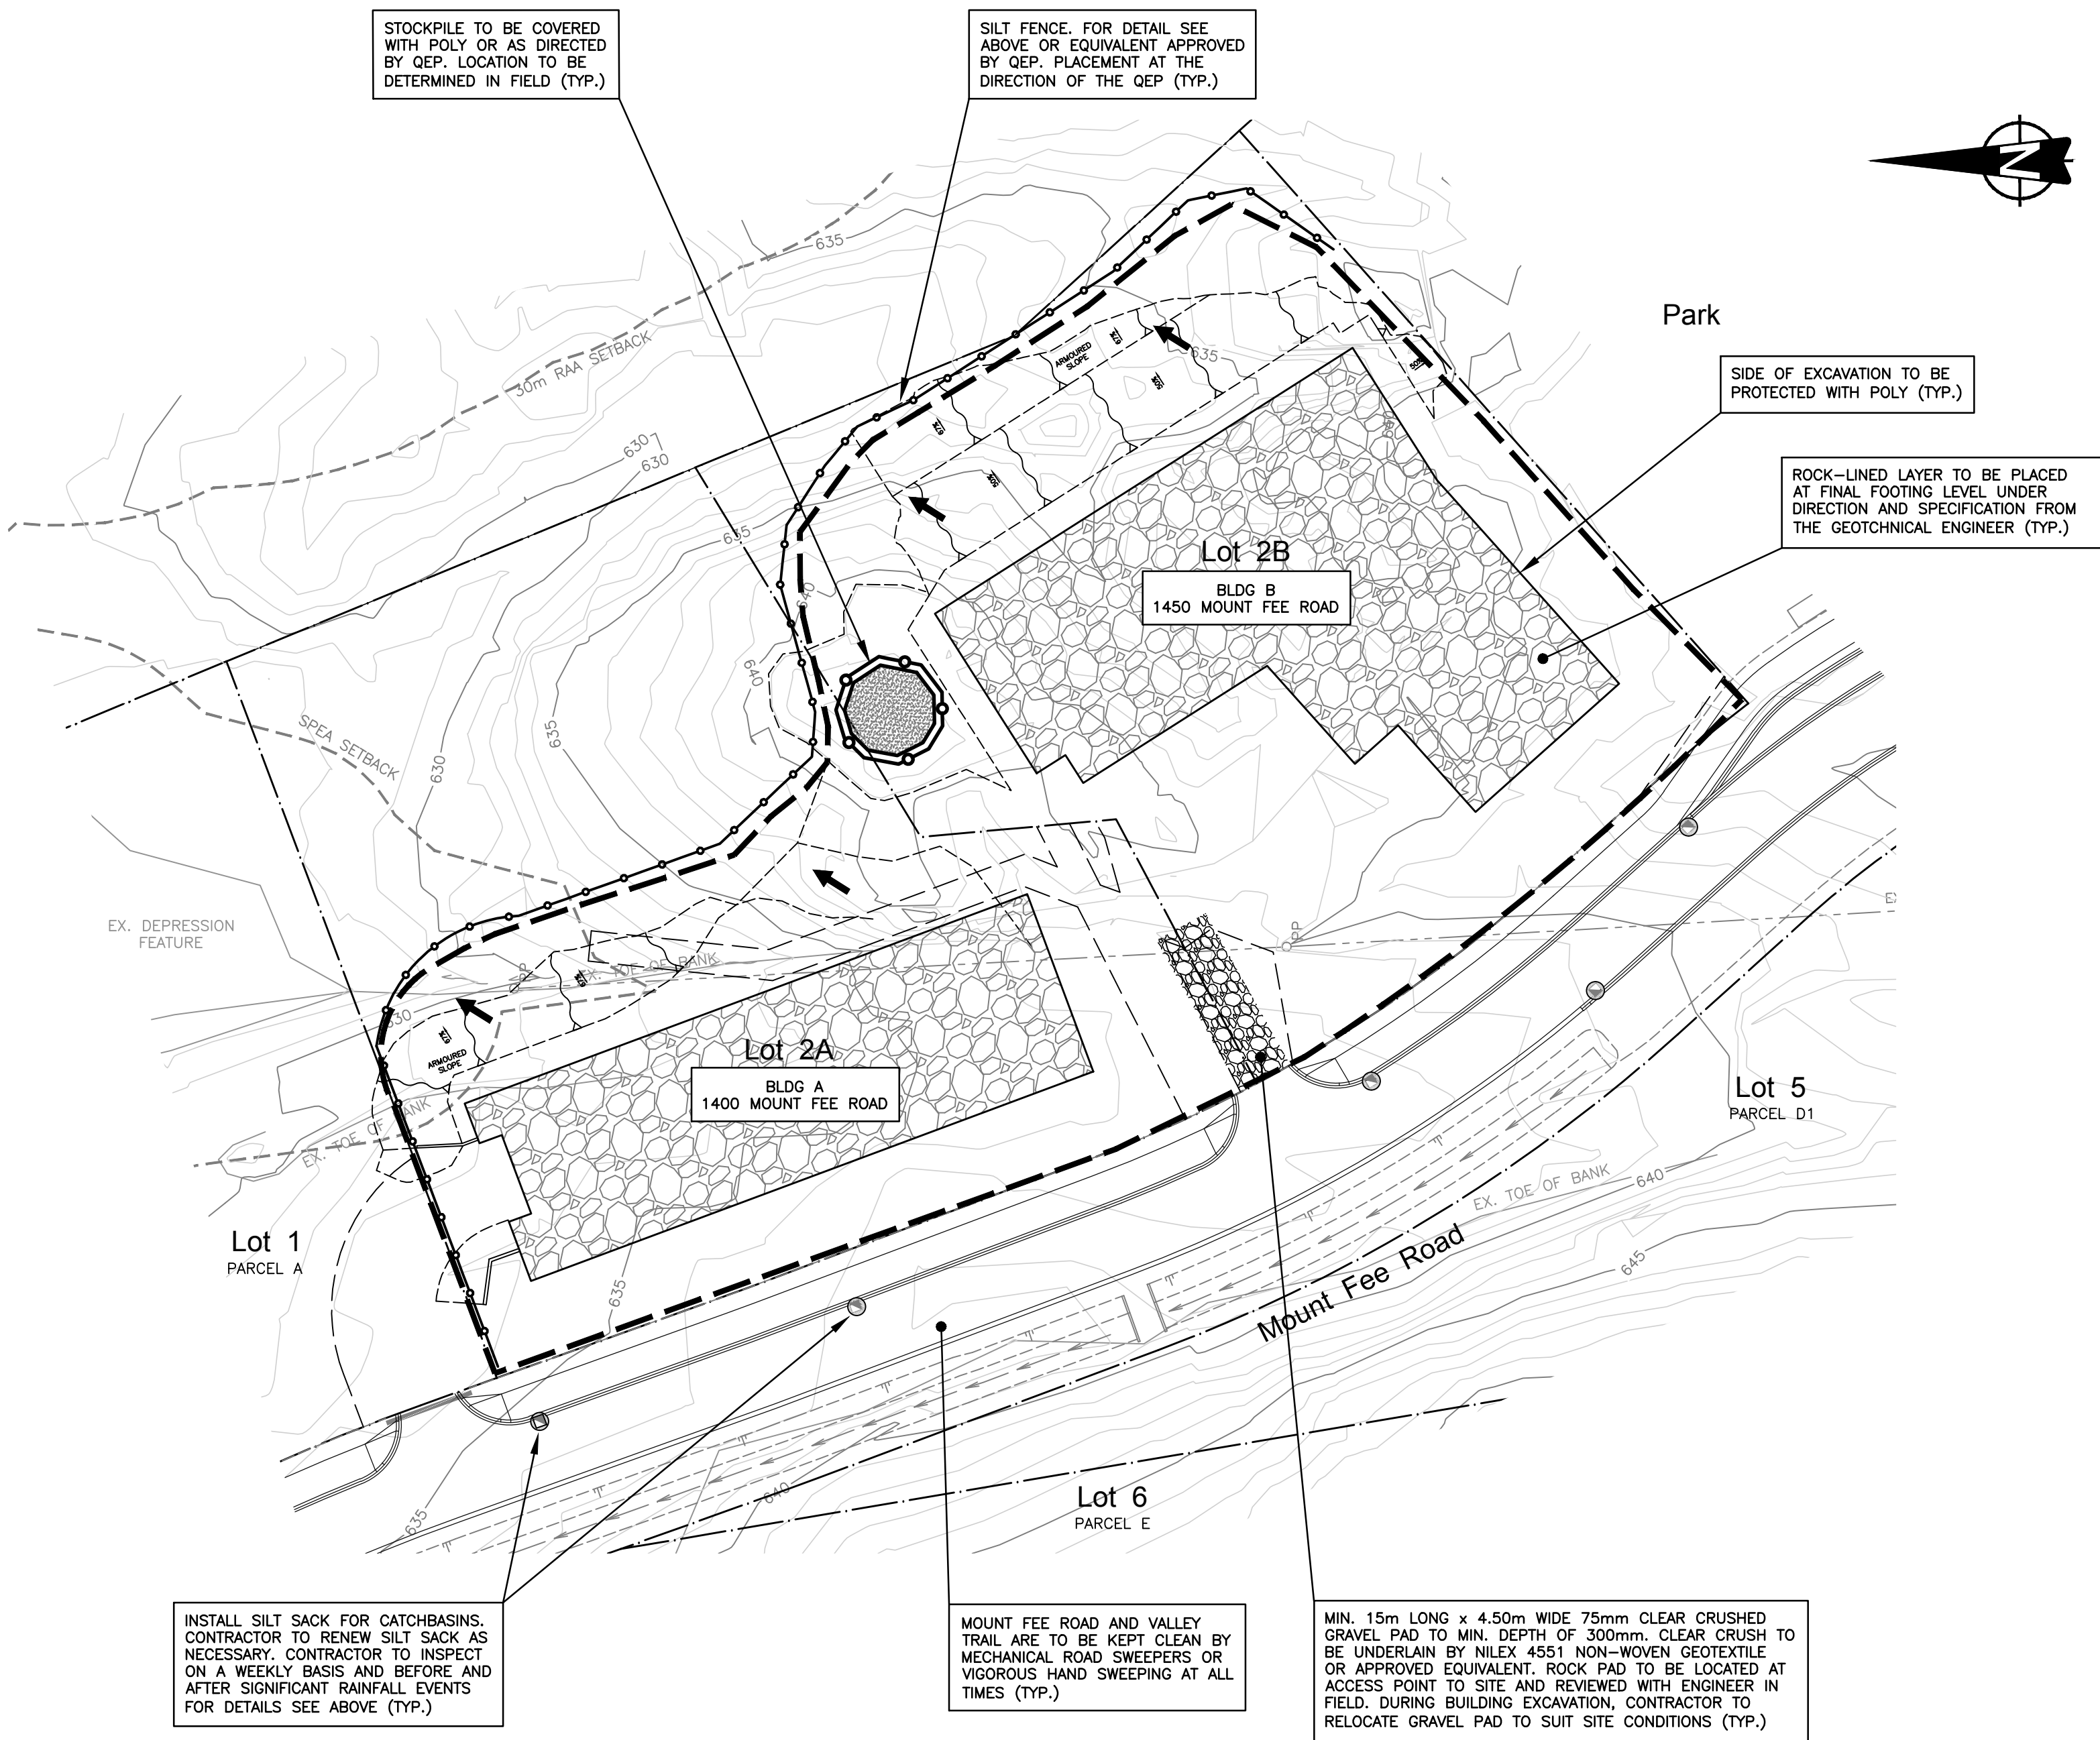 STOCKPILE TO BE COVERED
WITH POLY OR AS DIRECTED
BY QEP. LOCATION TO BE
DETERMINED IN FIELD (TYP.)
SILT FENCE. FOR DETAIL SEE
ABOVE OR EQUIVALENT APPROVED
BY QEP. PLACEMENT AT THE
DIRECTION OF THE QEP (TYP.)
N
Park
SIDE OF EXCAVATION TO BE
PROTECTED WITH POLY (TYP.)
ROCK-LINED LAYER TO BE PLACED
AT FINAL FOOTING LEVEL UNDER
DIRECTION AND SPECIFICATION FROM
THE GEOTCHNICAL ENGINEER (TYP.)
635
30m RAA SETBACK
630
630
635
ARMOURED
SLOPE
67%
50%
635
50%
67%
50%
640
640
Lot 2B
BLDG B
1450 MOUNT FEE ROAD
SPEA SETBACK
630
635
EX. DEPRESSION
FEATURE
PP
EX. TOE OF BANK
67%
630
67%
ARMOURED
SLOPE
EX. TOE OF BANK
PP
Lot 2A
BLDG A
1400 MOUNT FEE ROAD
Lot 5
PARCEL D1
Lot 1
PARCEL A
635
EX. TOE OF BANK
640
645
Mount Fee Road
635
640
Lot 6
PARCEL E
INSTALL SILT SACK FOR CATCHBASINS.
CONTRACTOR TO RENEW SILT SACK AS
NECESSARY. CONTRACTOR TO INSPECT
ON A WEEKLY BASIS AND BEFORE AND
AFTER SIGNIFICANT RAINFALL EVENTS
FOR DETAILS SEE ABOVE (TYP.)
MOUNT FEE ROAD AND VALLEY
TRAIL ARE TO BE KEPT CLEAN BY
MECHANICAL ROAD SWEEPERS OR
VIGOROUS HAND SWEEPING AT ALL
TIMES (TYP.)
MIN. 15m LONG x 4.50m WIDE 75mm CLEAR CRUSHED
GRAVEL PAD TO MIN. DEPTH OF 300mm. CLEAR CRUSH TO
BE UNDERLAIN BY NILEX 4551 NON-WOVEN GEOTEXTILE
OR APPROVED EQUIVALENT. ROCK PAD TO BE LOCATED AT
ACCESS POINT TO SITE AND REVIEWED WITH ENGINEER IN
FIELD. DURING BUILDING EXCAVATION, CONTRACTOR TO
RELOCATE GRAVEL PAD TO SUIT SITE CONDITIONS (TYP.)